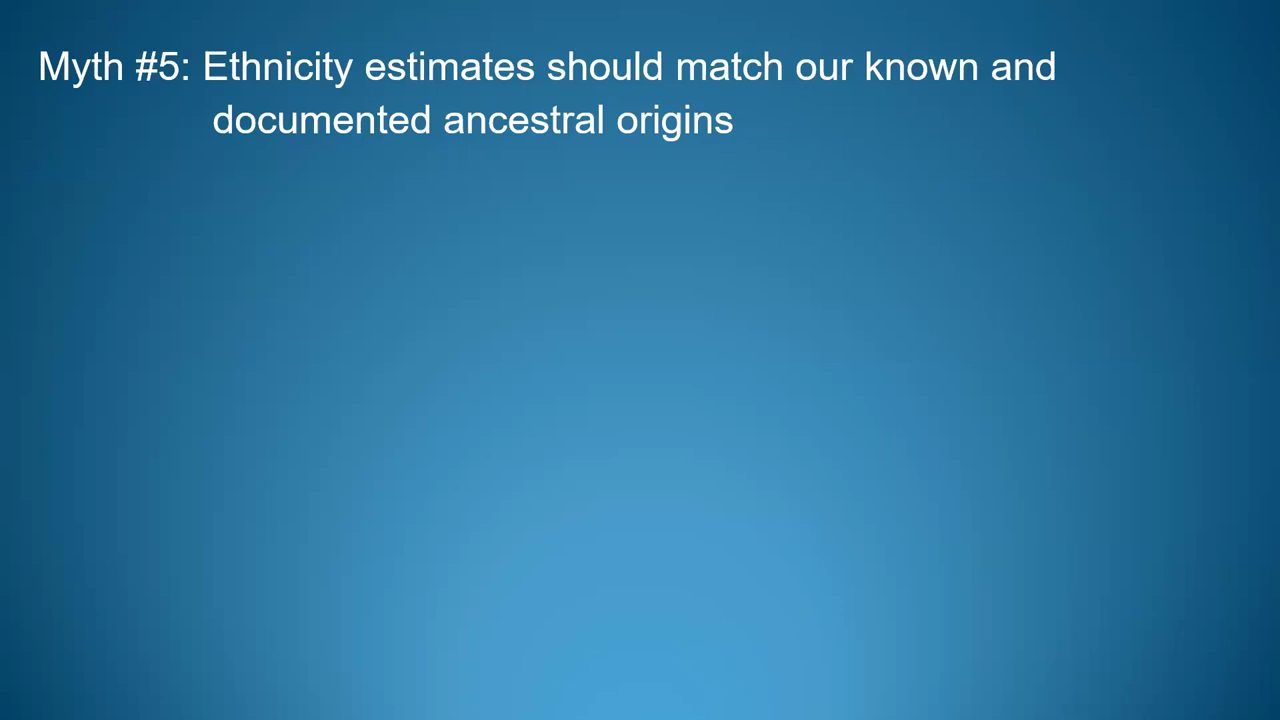 Myth #5: Ethnicity estimates should match our known and
documented ancestral origins